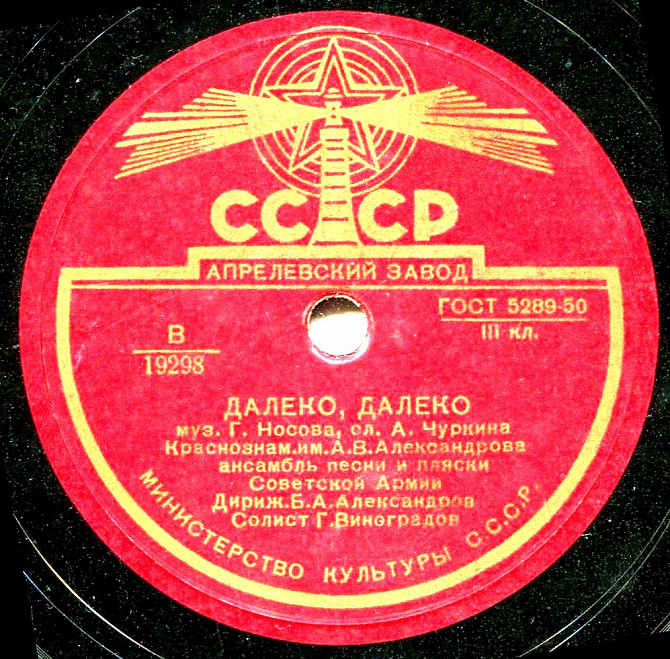 СССР
АПРЕЛЕВСКИЙ ЗАВОД
ГОСТ 5289-50
III кл.
В
19298
ДАЛЕКО, ДАЛЕКО
муз. Г. Носова, сл. А. Чуркина
Краснознам.им.А.В.Александрова
ансамбль песни и пляски
Советской Армии
Дириж.Б.А.Александров
Солист Г.Виноградов
МИНИСТЕРСТВО КУЛЬТУРЫ С.С.С.Р.